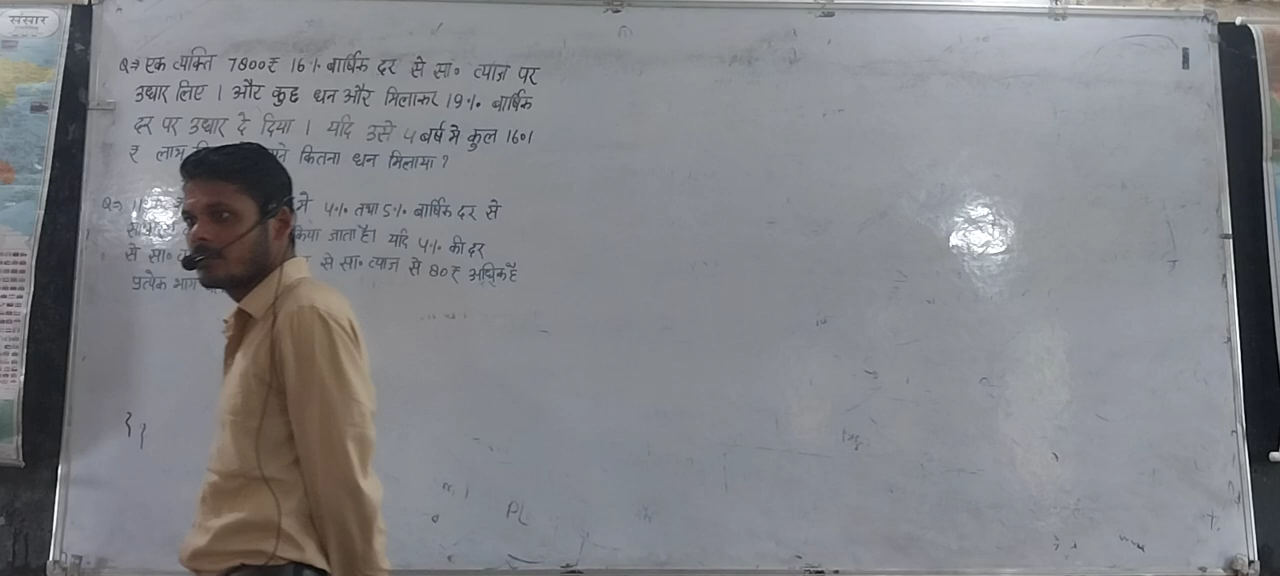 संसार
Q⇒ एक व्यक्ति 7800₹ 16% वार्षिक दर से सा० ब्याज पर
उधार लिए । और कुछ धन और मिलाकर 19% वार्षिक
दर पर उधार दे दिया । यदि उसे 4 वर्ष मे कुल 1601
₹ लाभ कितना धन मिलाया ?
Q⇒ मे 4% तथा 5% वार्षिक दर से
किया जाता है। यदि 4% की दर
से सा० से सा० ब्याज से 80₹ अधिक है
प्रत्येक भाग
PL